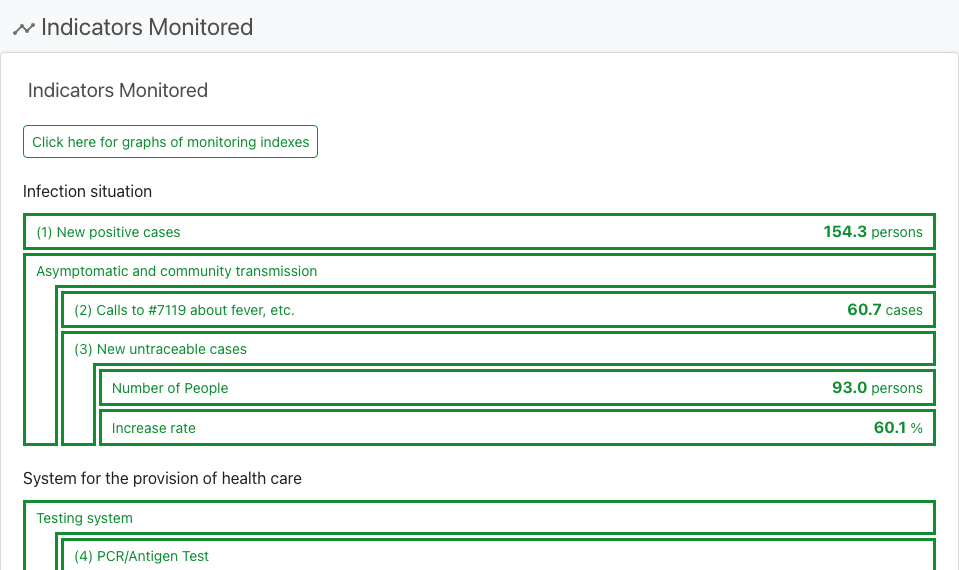 Indicators Monitored
Indicators Monitored
Click here for graphs of monitoring indexes
Infection situation
(1) New positive cases 154.3 persons
Asymptomatic and community transmission
(2) Calls to #7119 about fever, etc. 60.7 cases
(3) New untraceable cases
Number of People 93.0 persons
Increase rate 60.1 %
System for the provision of health care
Testing system
(4) PCR/Antigen Test